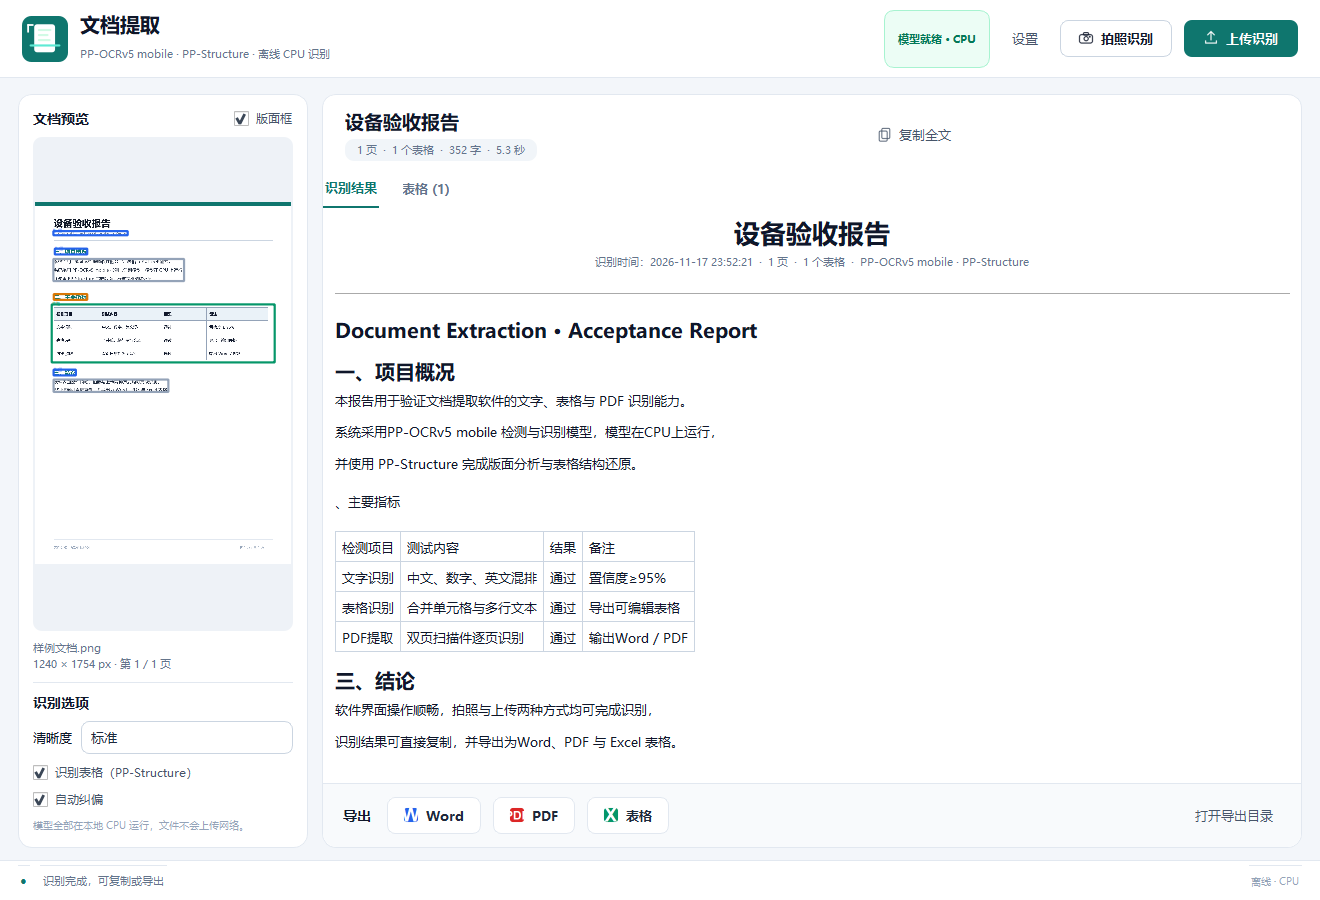 文档提取
PP-OCRv5 mobile · PP-Structure · 离线 CPU 识别
模型就绪 • CPU
设置
拍照识别
上传识别
文档预览
版面框
设备验收报告
样例文档.png
1240 × 1754 px · 第 1 / 1 页
识别选项
清晰度 标准
识别表格（PP-Structure）
自动纠偏
模型全部在本地 CPU 运行，文件不会上传网络。
设备验收报告
1 页 · 1 个表格 · 352 字 · 5.3 秒
复制全文
识别结果 表格 (1)
设备验收报告
识别时间：2026-11-17 23:52:21 · 1 页 · 1 个表格 · PP-OCRv5 mobile · PP-Structure
Document Extraction • Acceptance Report
一、项目概况
本报告用于验证文档提取软件的文字、表格与 PDF 识别能力。
系统采用PP-OCRv5 mobile 检测与识别模型，模型在CPU上运行，
并使用 PP-Structure 完成版面分析与表格结构还原。
、主要指标
检测项目 测试内容 结果 备注
文字识别 中文、数字、英文混排 通过 置信度≥95%
表格识别 合并单元格与多行文本 通过 导出可编辑表格
PDF提取 双页扫描件逐页识别 通过 输出Word / PDF
三、结论
软件界面操作顺畅，拍照与上传两种方式均可完成识别，
识别结果可直接复制，并导出为Word、PDF 与 Excel 表格。
导出 Word PDF 表格
打开导出目录
识别完成，可复制或导出
离线 · CPU